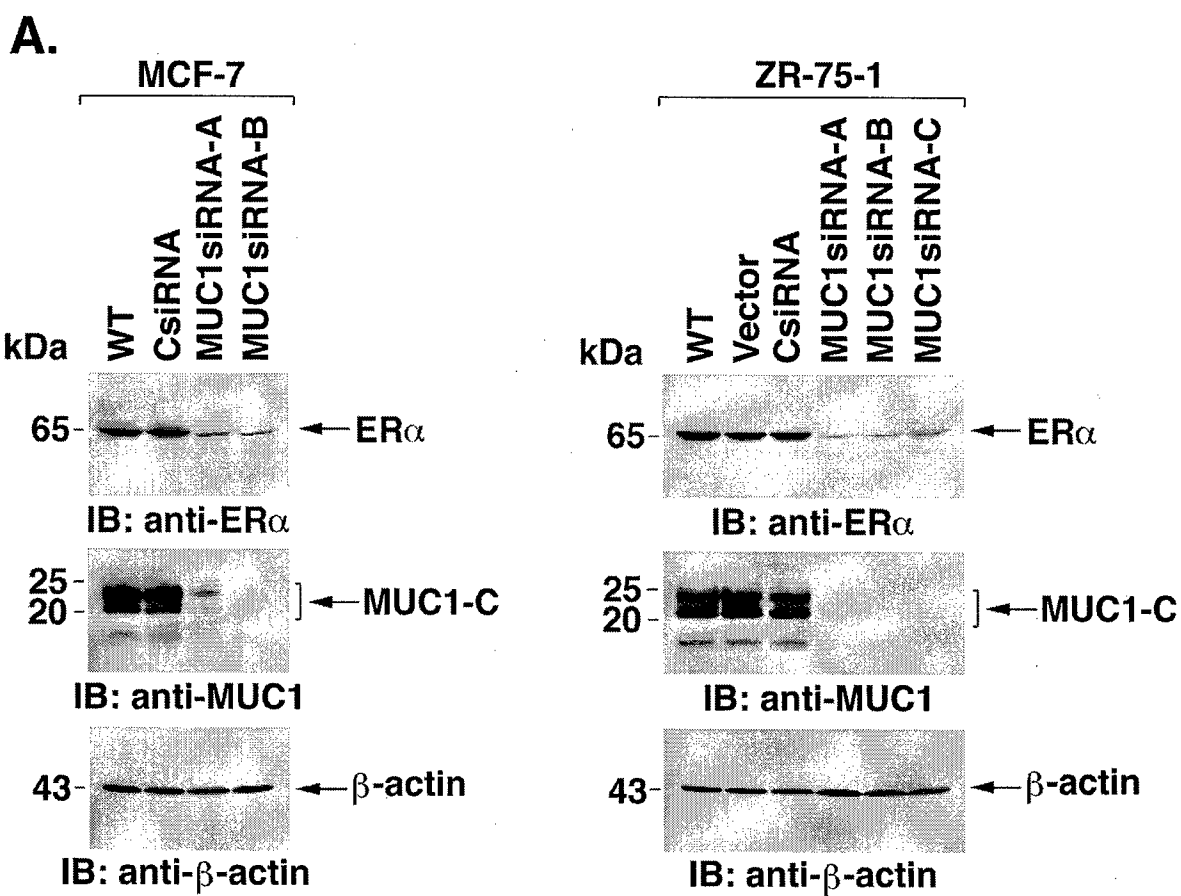 A.
MCF-7
WT
CsiRNA
MUC1siRNA-A
MUC1siRNA-B
kDa
65
ERα
IB: anti-ERα
25
20
MUC1-C
IB: anti-MUC1
43
β-actin
IB: anti-β-actin
ZR-75-1
WT
Vector
CsiRNA
MUC1siRNA-A
MUC1siRNA-B
MUC1siRNA-C
kDa
65
ERα
IB: anti-ERα
25
20
MUC1-C
IB: anti-MUC1
43
β-actin
IB: anti-β-actin